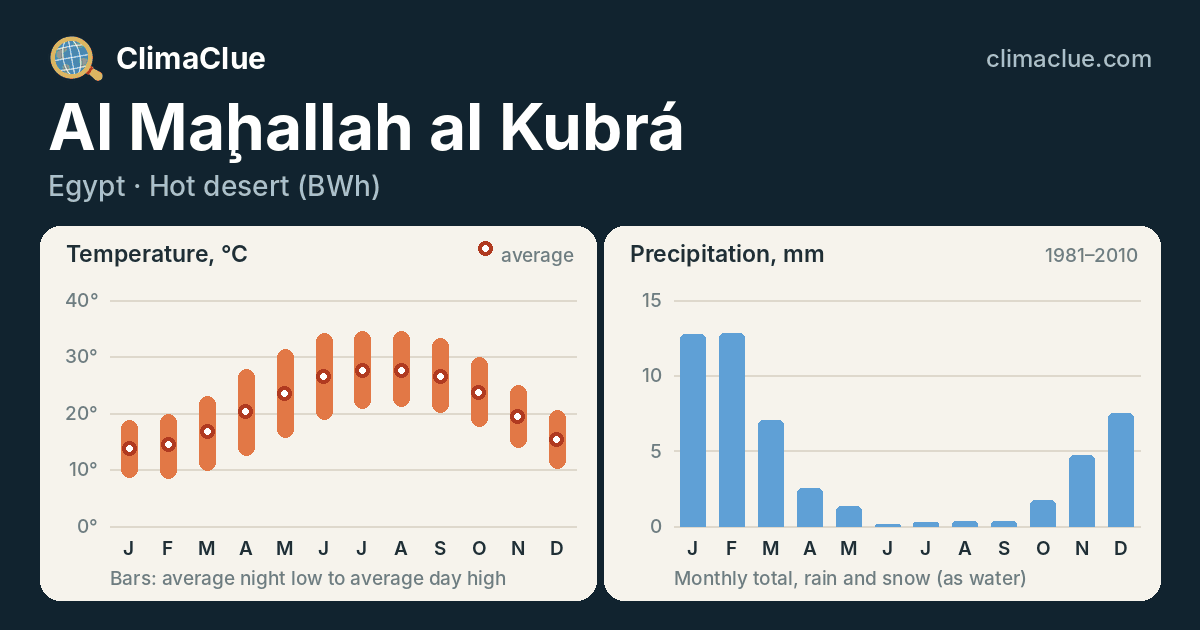 ClimaClue
climaclue.com
Al Maḩallah al Kubrá
Egypt · Hot desert (BWh)
Temperature, °C
average
40°
30°
20°
10°
0°
J F M A M J J A S O N D
Bars: average night low to average day high
Precipitation, mm
1981–2010
15
10
5
0
J F M A M J J A S O N D
Monthly total, rain and snow (as water)